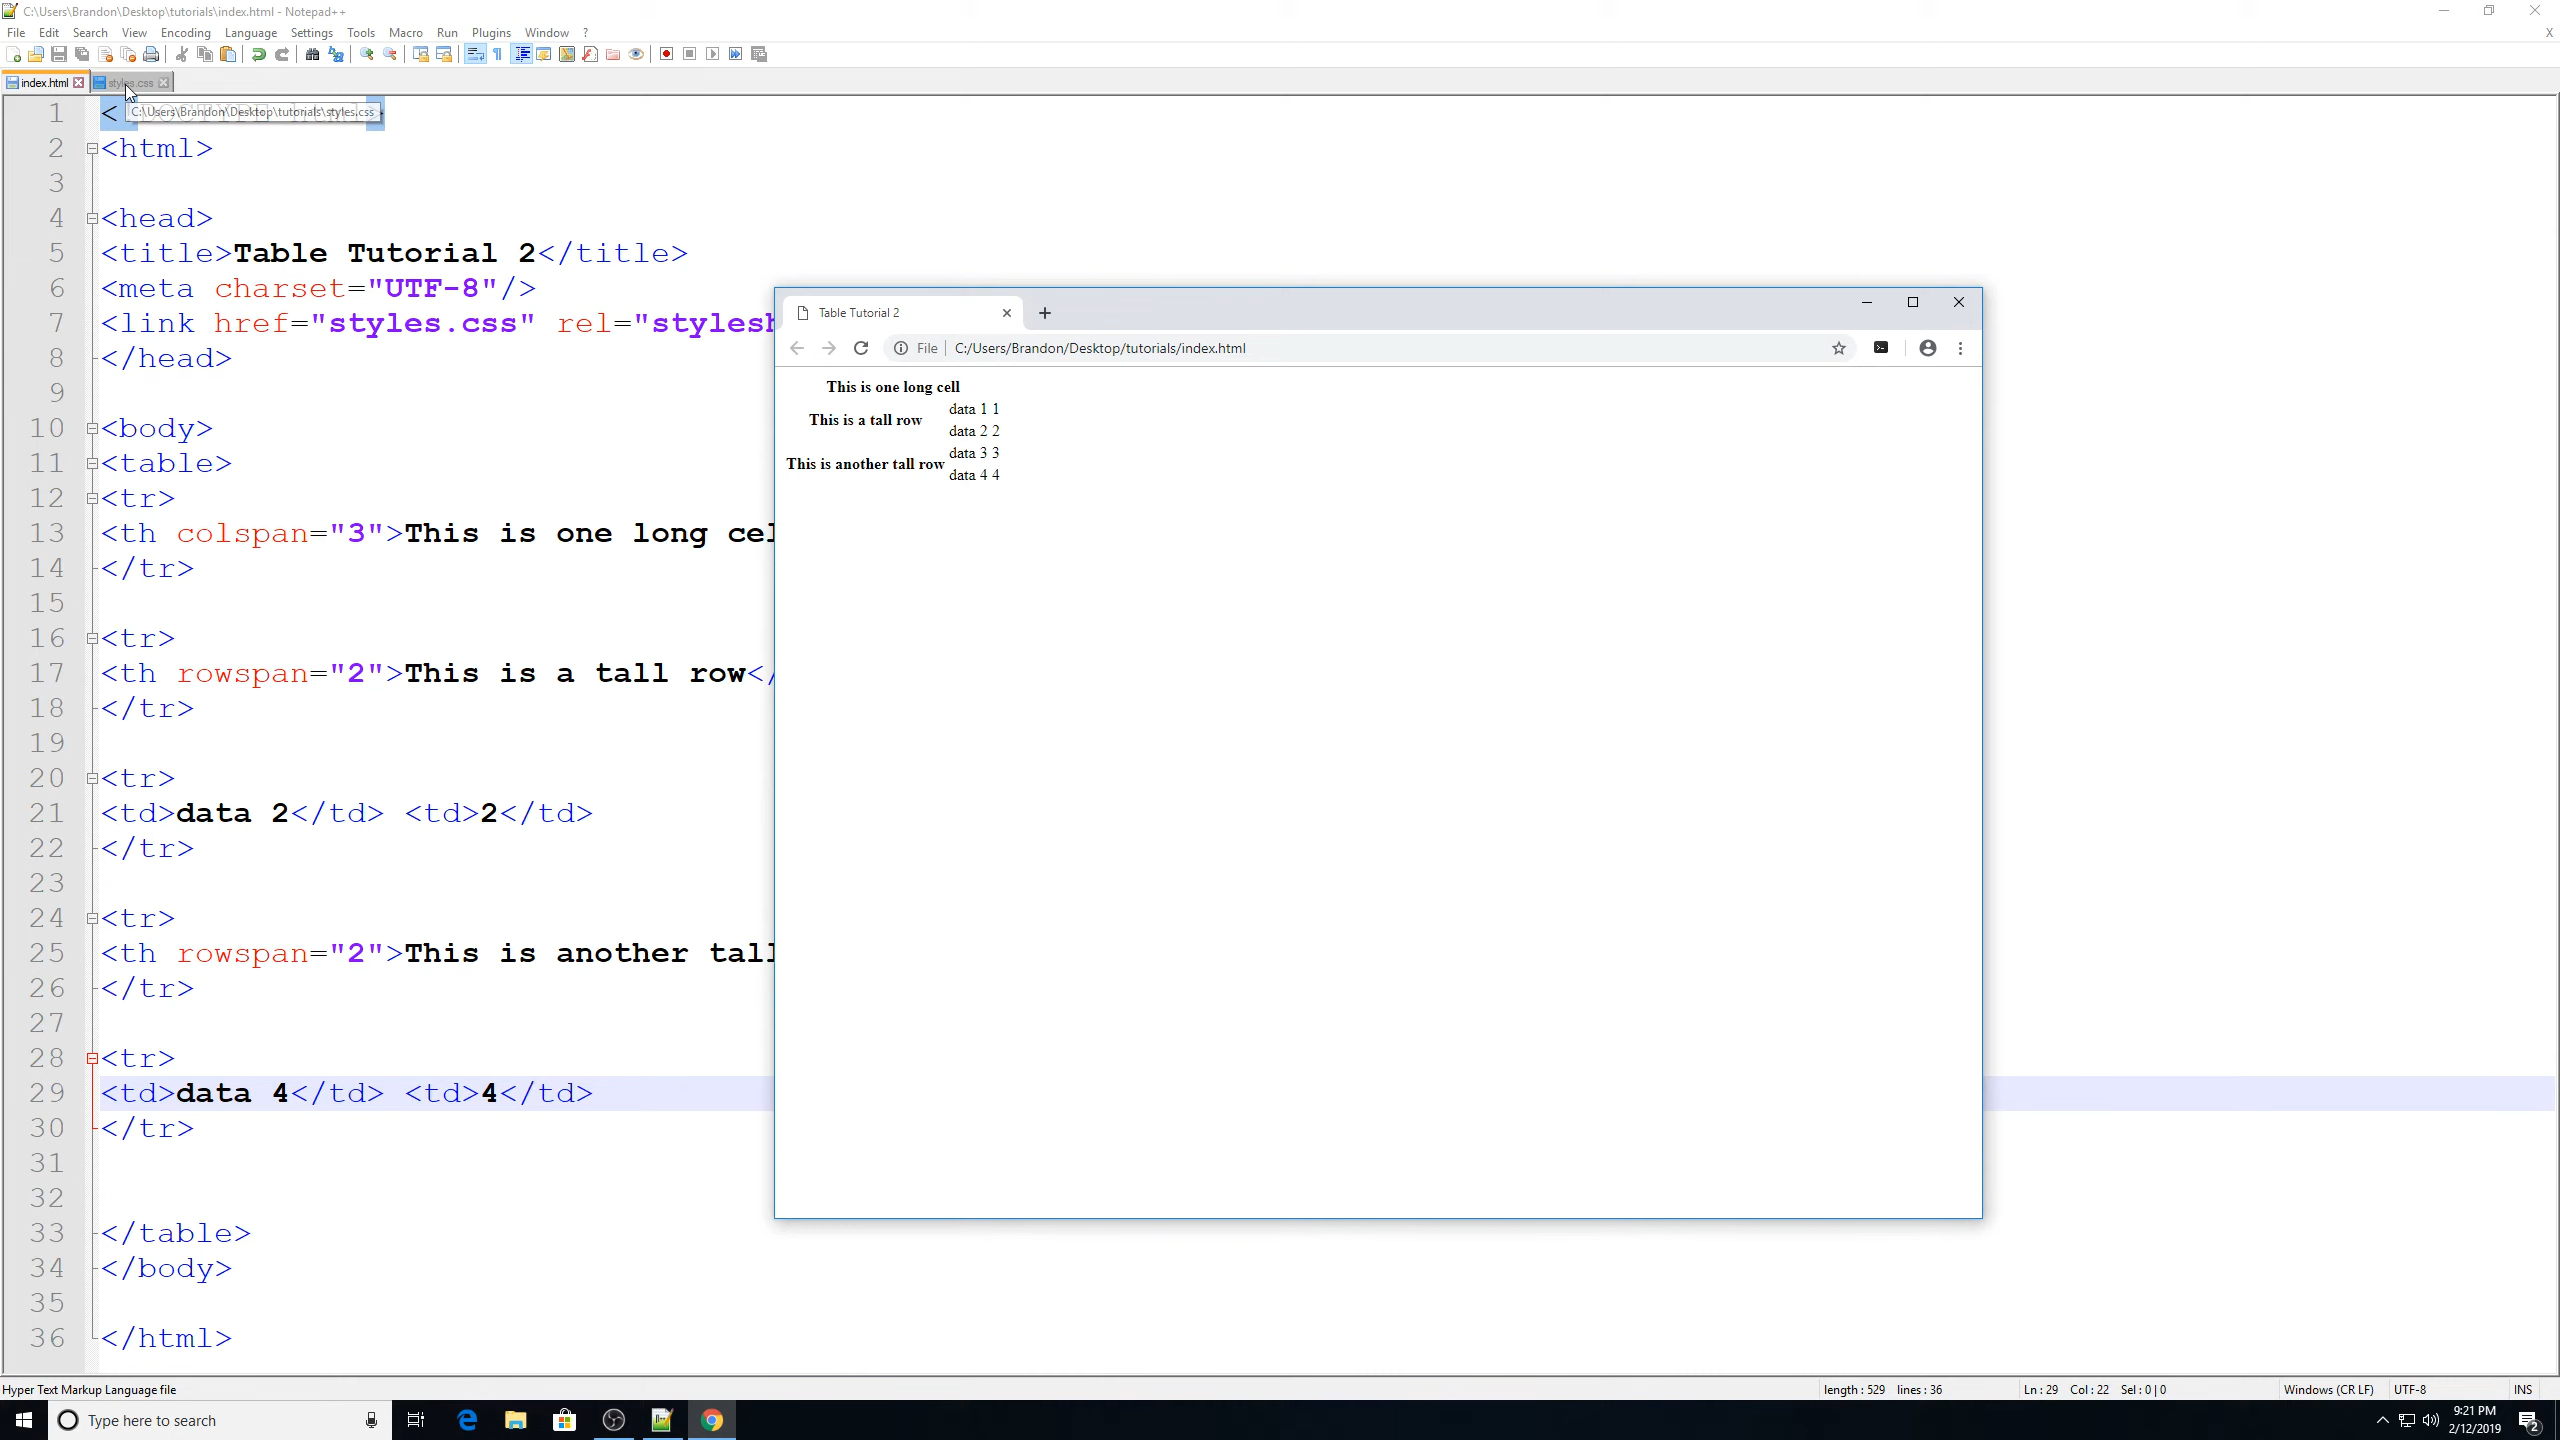 C:\Users\Brandon\Desktop\tutorials\index.html - Notepad++
File Edit Search View Encoding Language Settings Tools Macro Run Plugins Window ?
X
index.html styles.css
C:\Users\Brandon\Desktop\tutorials\styles.css
1 <!DOCTYPE html>
2 <html>
3
4 <head>
5 <title>Table Tutorial 2</title>
6 <meta charset="UTF-8"/>
7 <link href="styles.css" rel="stylesh
8 </head>
9
10 <body>
11 <table>
12 <tr>
13 <th colspan="3">This is one long cel
14 </tr>
15
16 <tr>
17 <th rowspan="2">This is a tall row</
18 </tr>
19
20 <tr>
21 <td>data 2</td> <td>2</td>
22 </tr>
23
24 <tr>
25 <th rowspan="2">This is another tall
26 </tr>
27
28 <tr>
29 <td>data 4</td> <td>4</td>
30 </tr>
31
32
33 </table>
34 </body>
35
36 </html>
Table Tutorial 2
File C:/Users/Brandon/Desktop/tutorials/index.html
This is one long cell
This is a tall row
data 1 1
data 2 2
This is another tall row
data 3 3
data 4 4
Hyper Text Markup Language file length : 529 lines : 36 Ln : 29 Col : 22 Sel : 0 | 0 Windows (CR LF) UTF-8 INS
Type here to search
9:21 PM
2/12/2019
2